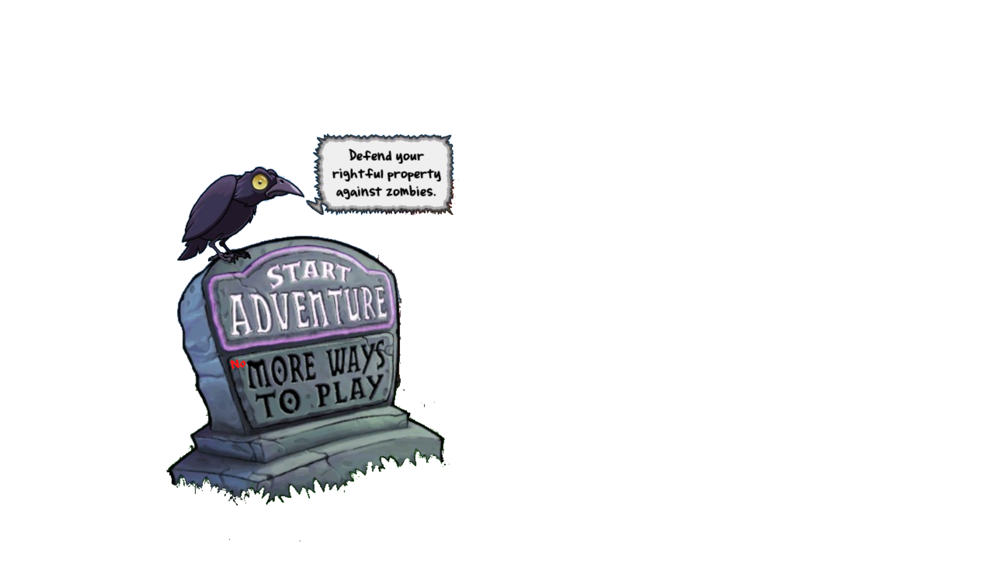 Defend your
rightful property
against zombies.
START
ADVENTURE
No MORE WAYS
TO PLAY